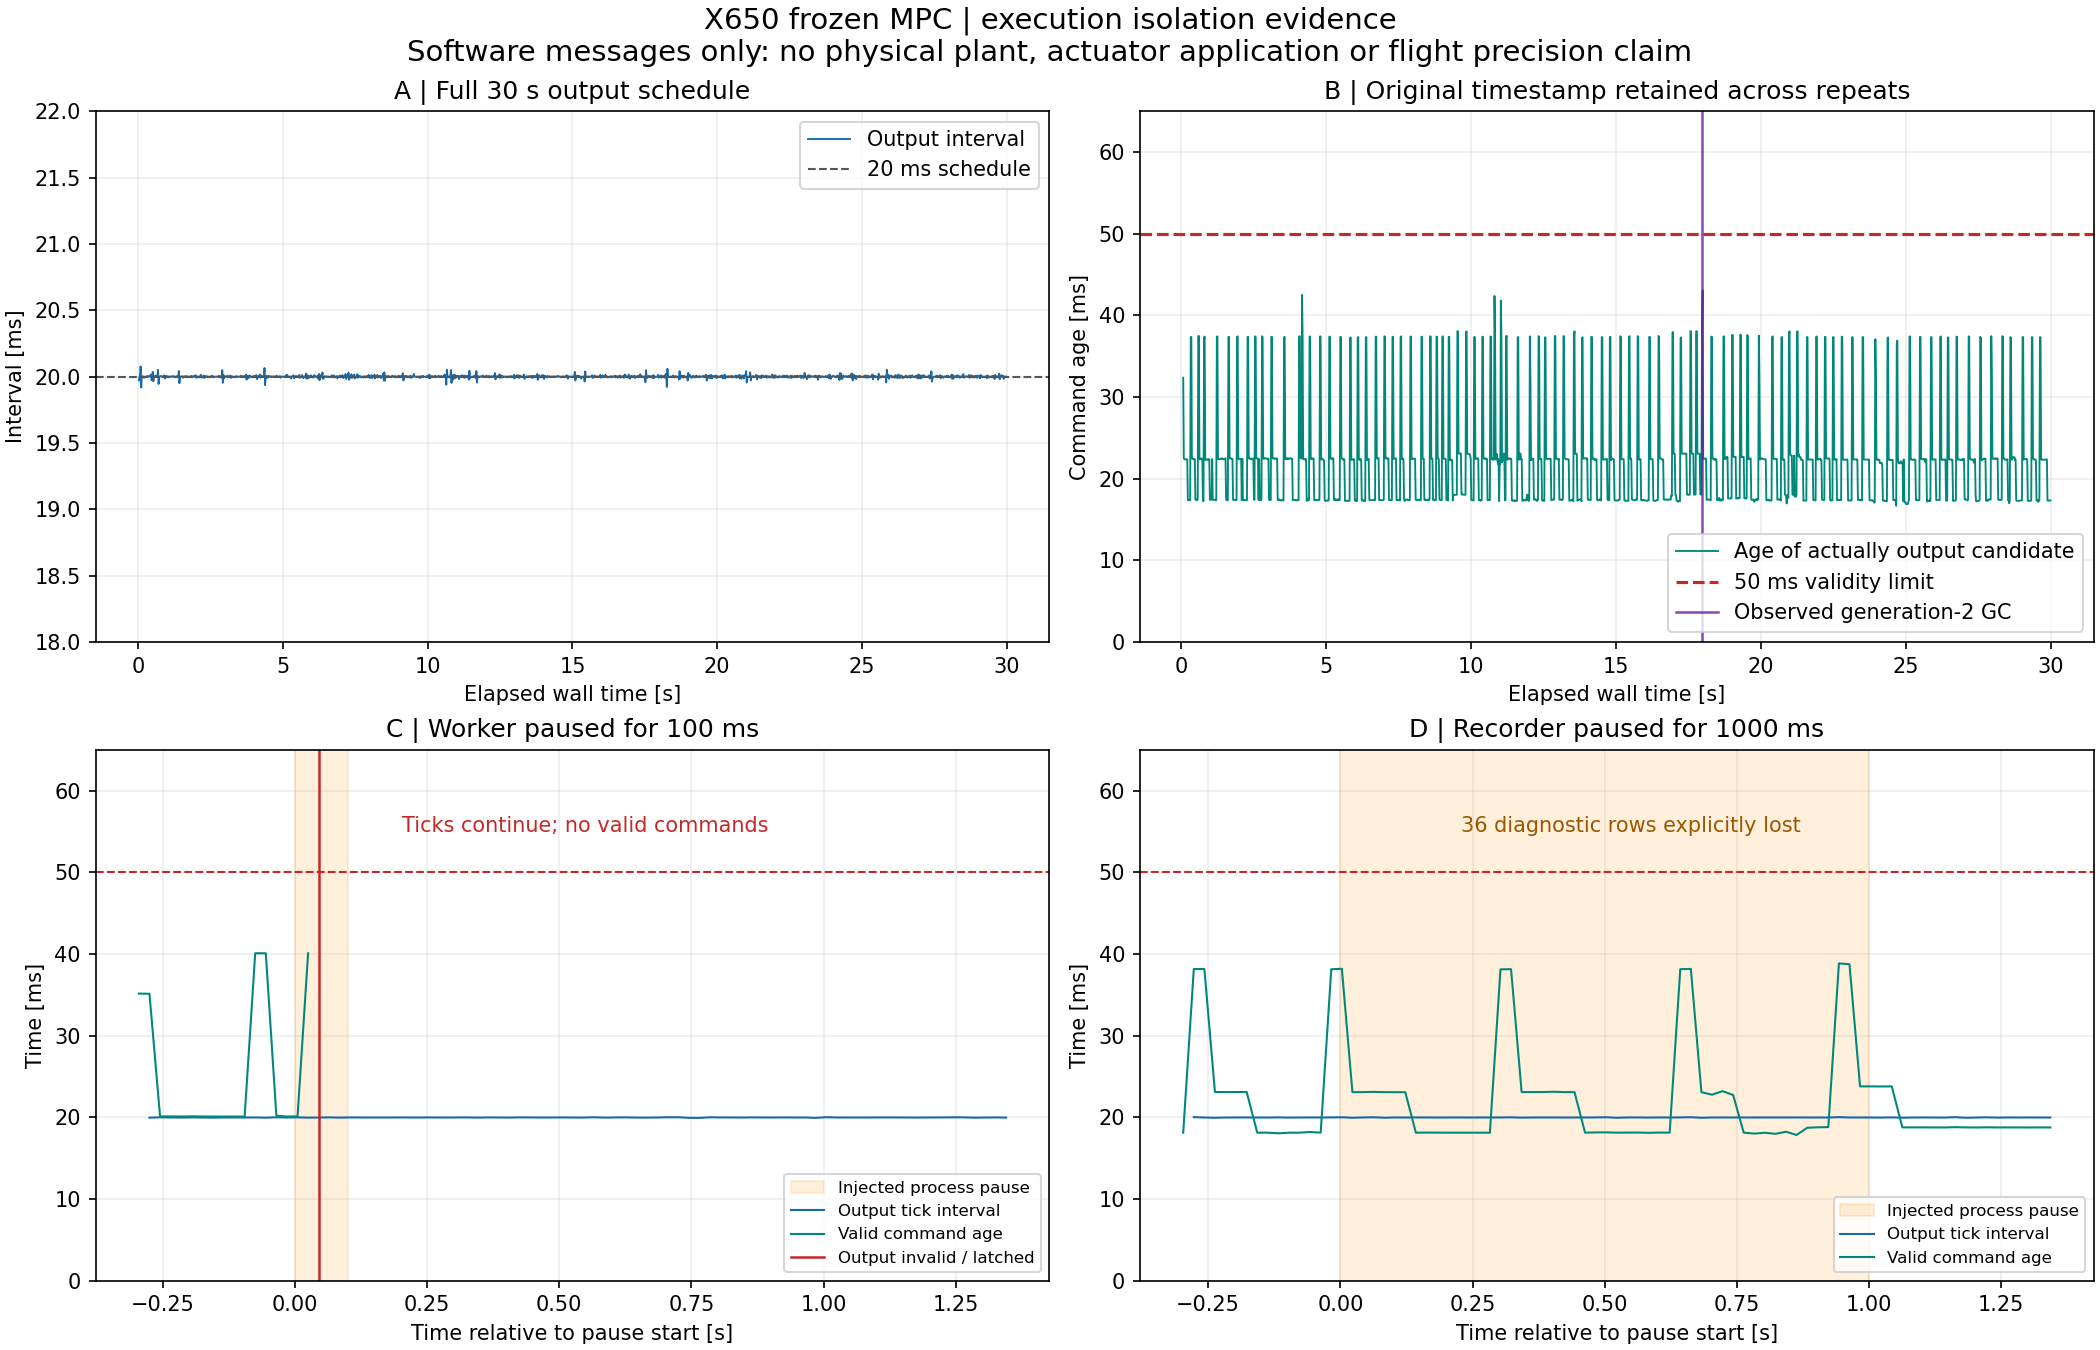 X650 frozen MPC | execution isolation evidence
Software messages only: no physical plant, actuator application or flight precision claim
A | Full 30 s output schedule
22.0
21.5
21.0
20.5
20.0
19.5
19.0
18.5
18.0
Interval [ms]
Output interval
20 ms schedule
0 5 10 15 20 25 30
Elapsed wall time [s]
B | Original timestamp retained across repeats
60
50
40
30
20
10
0
Command age [ms]
Age of actually output candidate
50 ms validity limit
Observed generation-2 GC
0 5 10 15 20 25 30
Elapsed wall time [s]
C | Worker paused for 100 ms
60
50
40
30
20
10
0
Time [ms]
Ticks continue; no valid commands
Injected process pause
Output tick interval
Valid command age
Output invalid / latched
−0.25 0.00 0.25 0.50 0.75 1.00 1.25
Time relative to pause start [s]
D | Recorder paused for 1000 ms
60
50
40
30
20
10
0
Time [ms]
36 diagnostic rows explicitly lost
Injected process pause
Output tick interval
Valid command age
−0.25 0.00 0.25 0.50 0.75 1.00 1.25
Time relative to pause start [s]